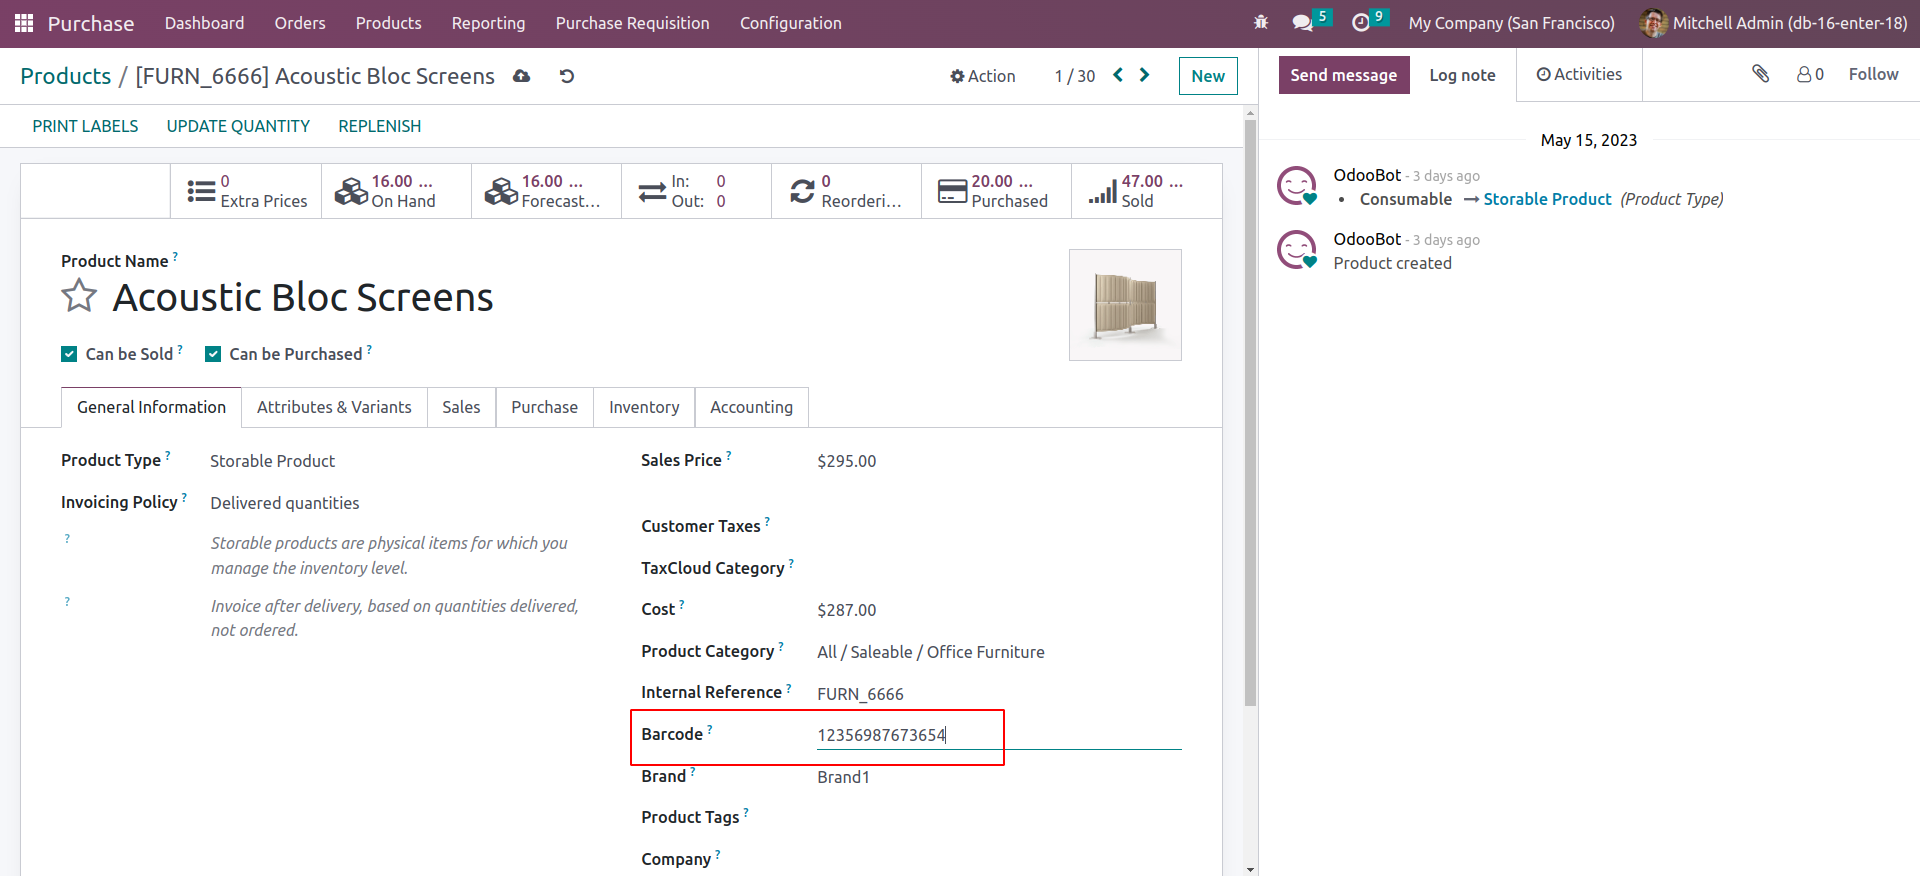 Purchase Dashboard Orders Products Reporting Purchase Requisition Configuration 5 9 My Company (San Francisco) Mitchell Admin (db-16-enter-18)
Products / [FURN_6666] Acoustic Bloc Screens Action 1 / 30 New
PRINT LABELS UPDATE QUANTITY REPLENISH
0 Extra Prices
16.00 ... On Hand
16.00 ... Forecast...
In: 0
Out: 0
0 Reorderi...
20.00 ... Purchased
47.00 ... Sold
Product Name ?
Acoustic Bloc Screens
Can be Sold ? Can be Purchased ?
General Information Attributes & Variants Sales Purchase Inventory Accounting
Product Type ? Storable Product
Invoicing Policy ? Delivered quantities
? Storable products are physical items for which you
manage the inventory level.
? Invoice after delivery, based on quantities delivered,
not ordered.
Sales Price ? $295.00
Customer Taxes ?
TaxCloud Category ?
Cost ? $287.00
Product Category ? All / Saleable / Office Furniture
Internal Reference ? FURN_6666
Barcode ? 12356987673654
Brand ? Brand1
Product Tags ?
Company ?
Send message Log note Activities 0 Follow
May 15, 2023
OdooBot - 3 days ago
• Consumable → Storable Product (Product Type)
OdooBot - 3 days ago
Product created